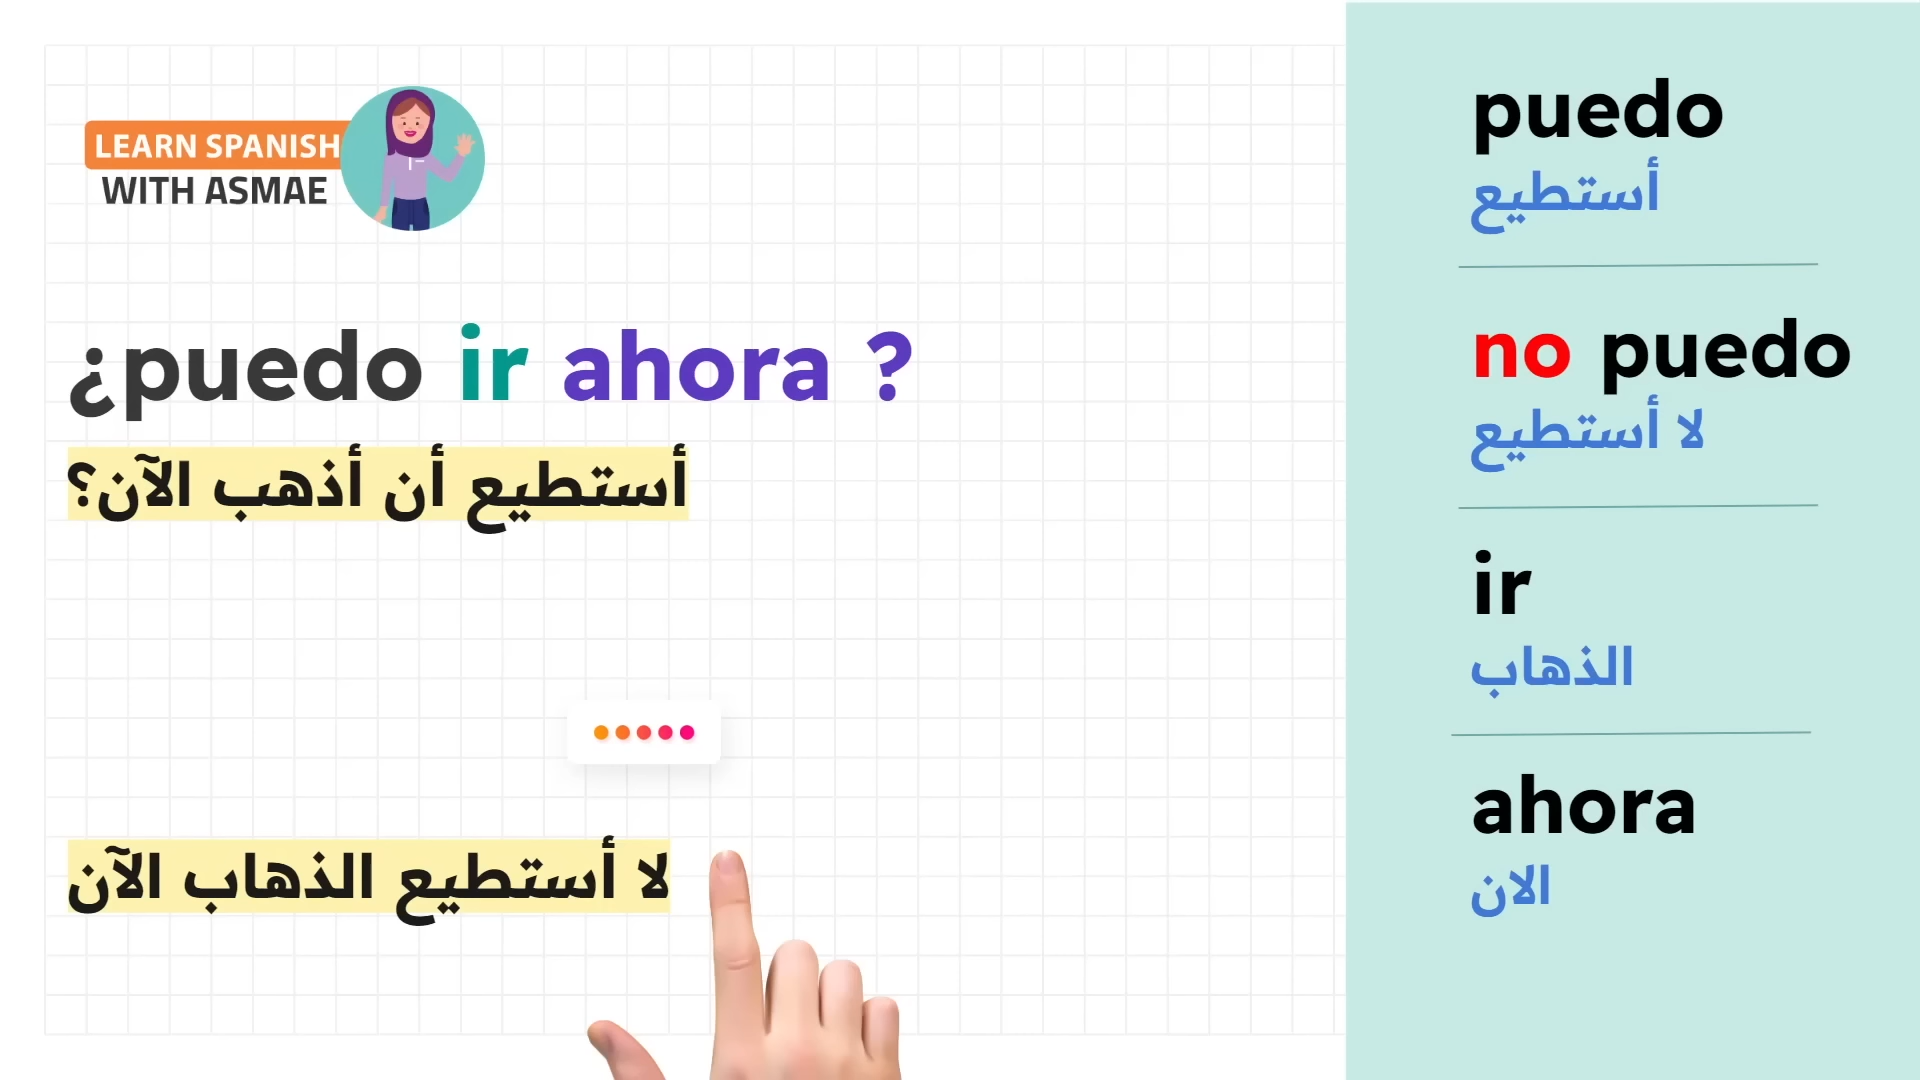 LEARN SPANISH
WITH ASMAE
¿puedo ir ahora ?
أستطيع أن أذهب الآن؟
لا أستطيع الذهاب الآن
puedo
أستطيع
no puedo
لا أستطيع
ir
الذهاب
ahora
الان